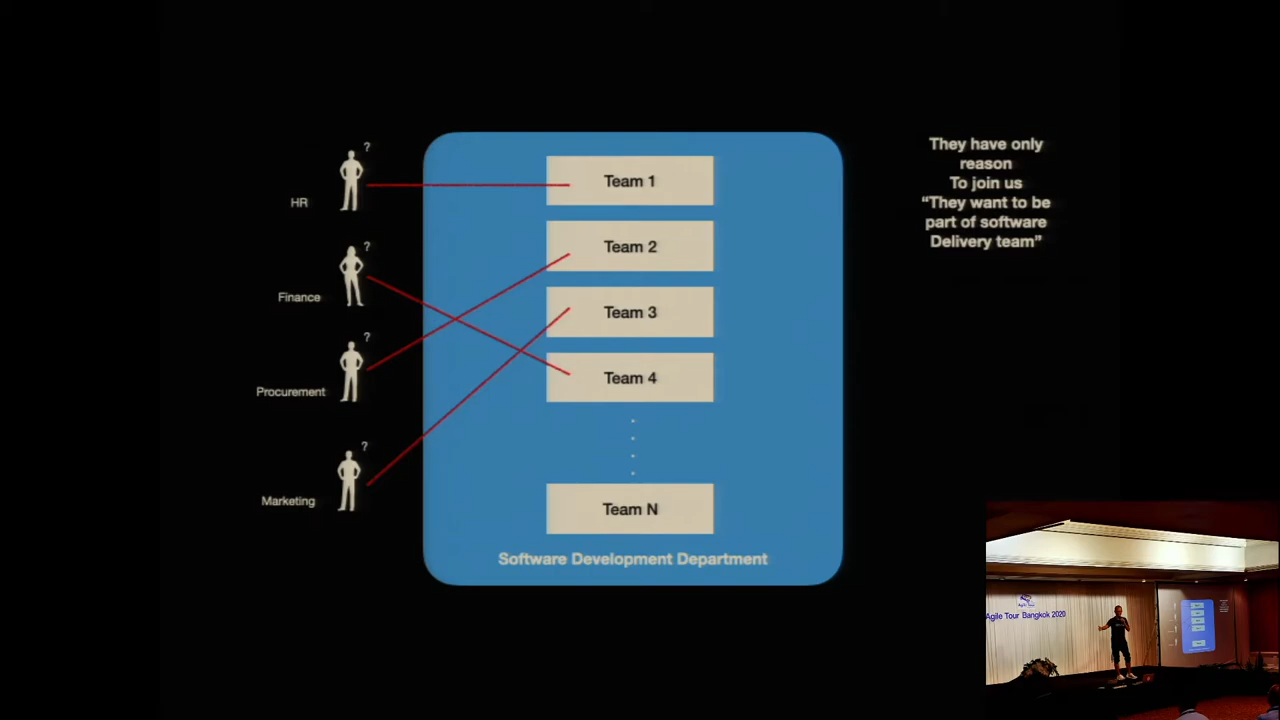 ?
HR
?
Finance
?
Procurement
?
Marketing
Team 1
Team 2
Team 3
Team 4
Team N
Software Development Department
They have only
reason
To join us
“They want to be
part of software
Delivery team”
Agile Tour Bangkok 2020